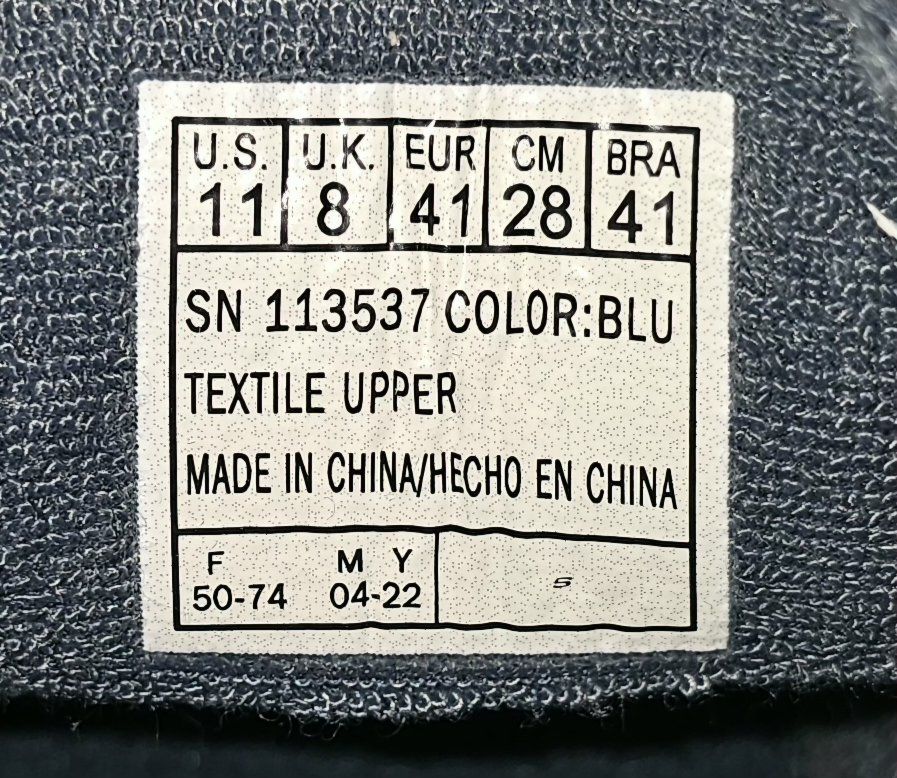 U.S. U.K. EUR CM BRA
11 8 41 28 41
SN 113537 COLOR:BLU
TEXTILE UPPER
MADE IN CHINA/HECHO EN CHINA
F M Y
50-74 04-22
S